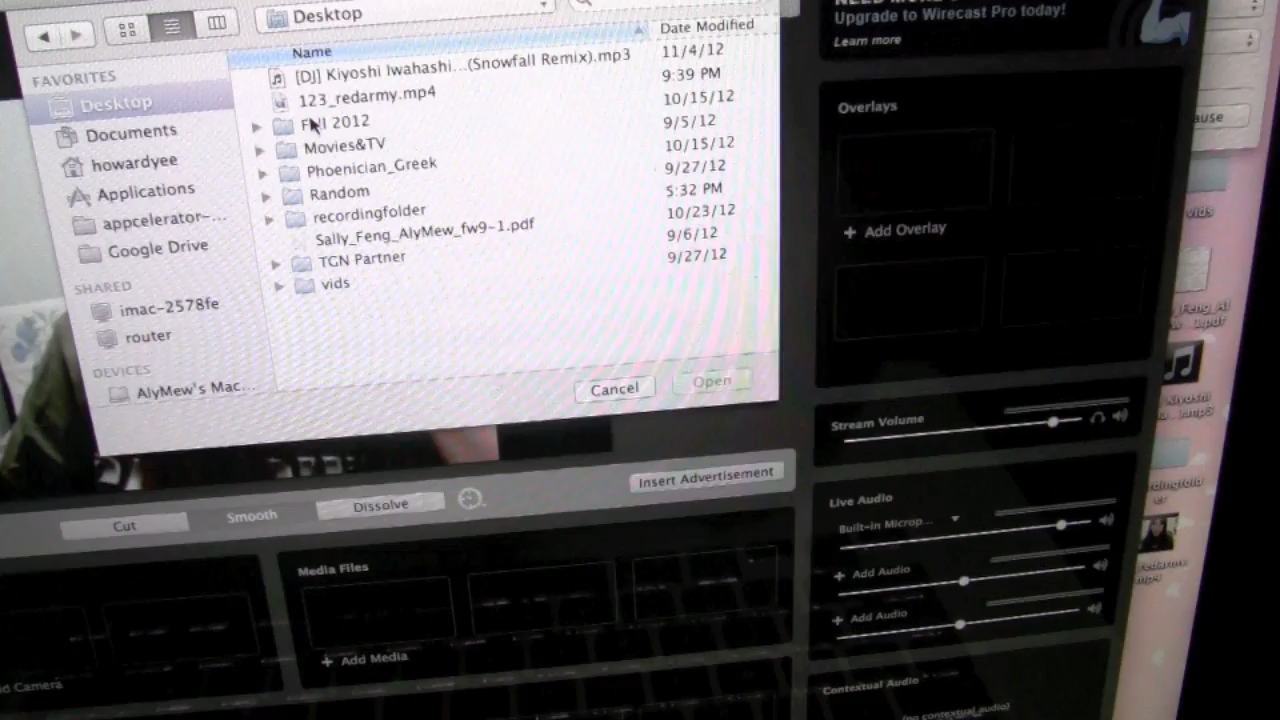 Desktop
Name
Date Modified
FAVORITES
Desktop
Documents
howardyee
Applications
appcelerator-...
Google Drive
SHARED
imac-2578fe
router
DEVICES
AlyMew's Mac...
[DJ] Kiyoshi Iwahashi...(Snowfall Remix).mp3
11/4/12
123_redarmy.mp4
9:39 PM
2012
10/15/12
Movies&TV
9/5/12
Phoenician_Greek
10/15/12
Random
9/27/12
recordingfolder
5:32 PM
Sally_Feng_AlyMew_fw9-1.pdf
10/23/12
TGN Partner
9/6/12
vids
9/27/12
Cancel
Open
Upgrade to Wirecast Pro today!
Learn more
Overlays
+ Add Overlay
Stream Volume
Live Audio
Built-in Microp...
+ Add Audio
+ Add Audio
Contextual Audio
(no contextual audio)
Insert Advertisement
Cut
Smooth
Dissolve
Media Files
+ Add Media
Camera
vids